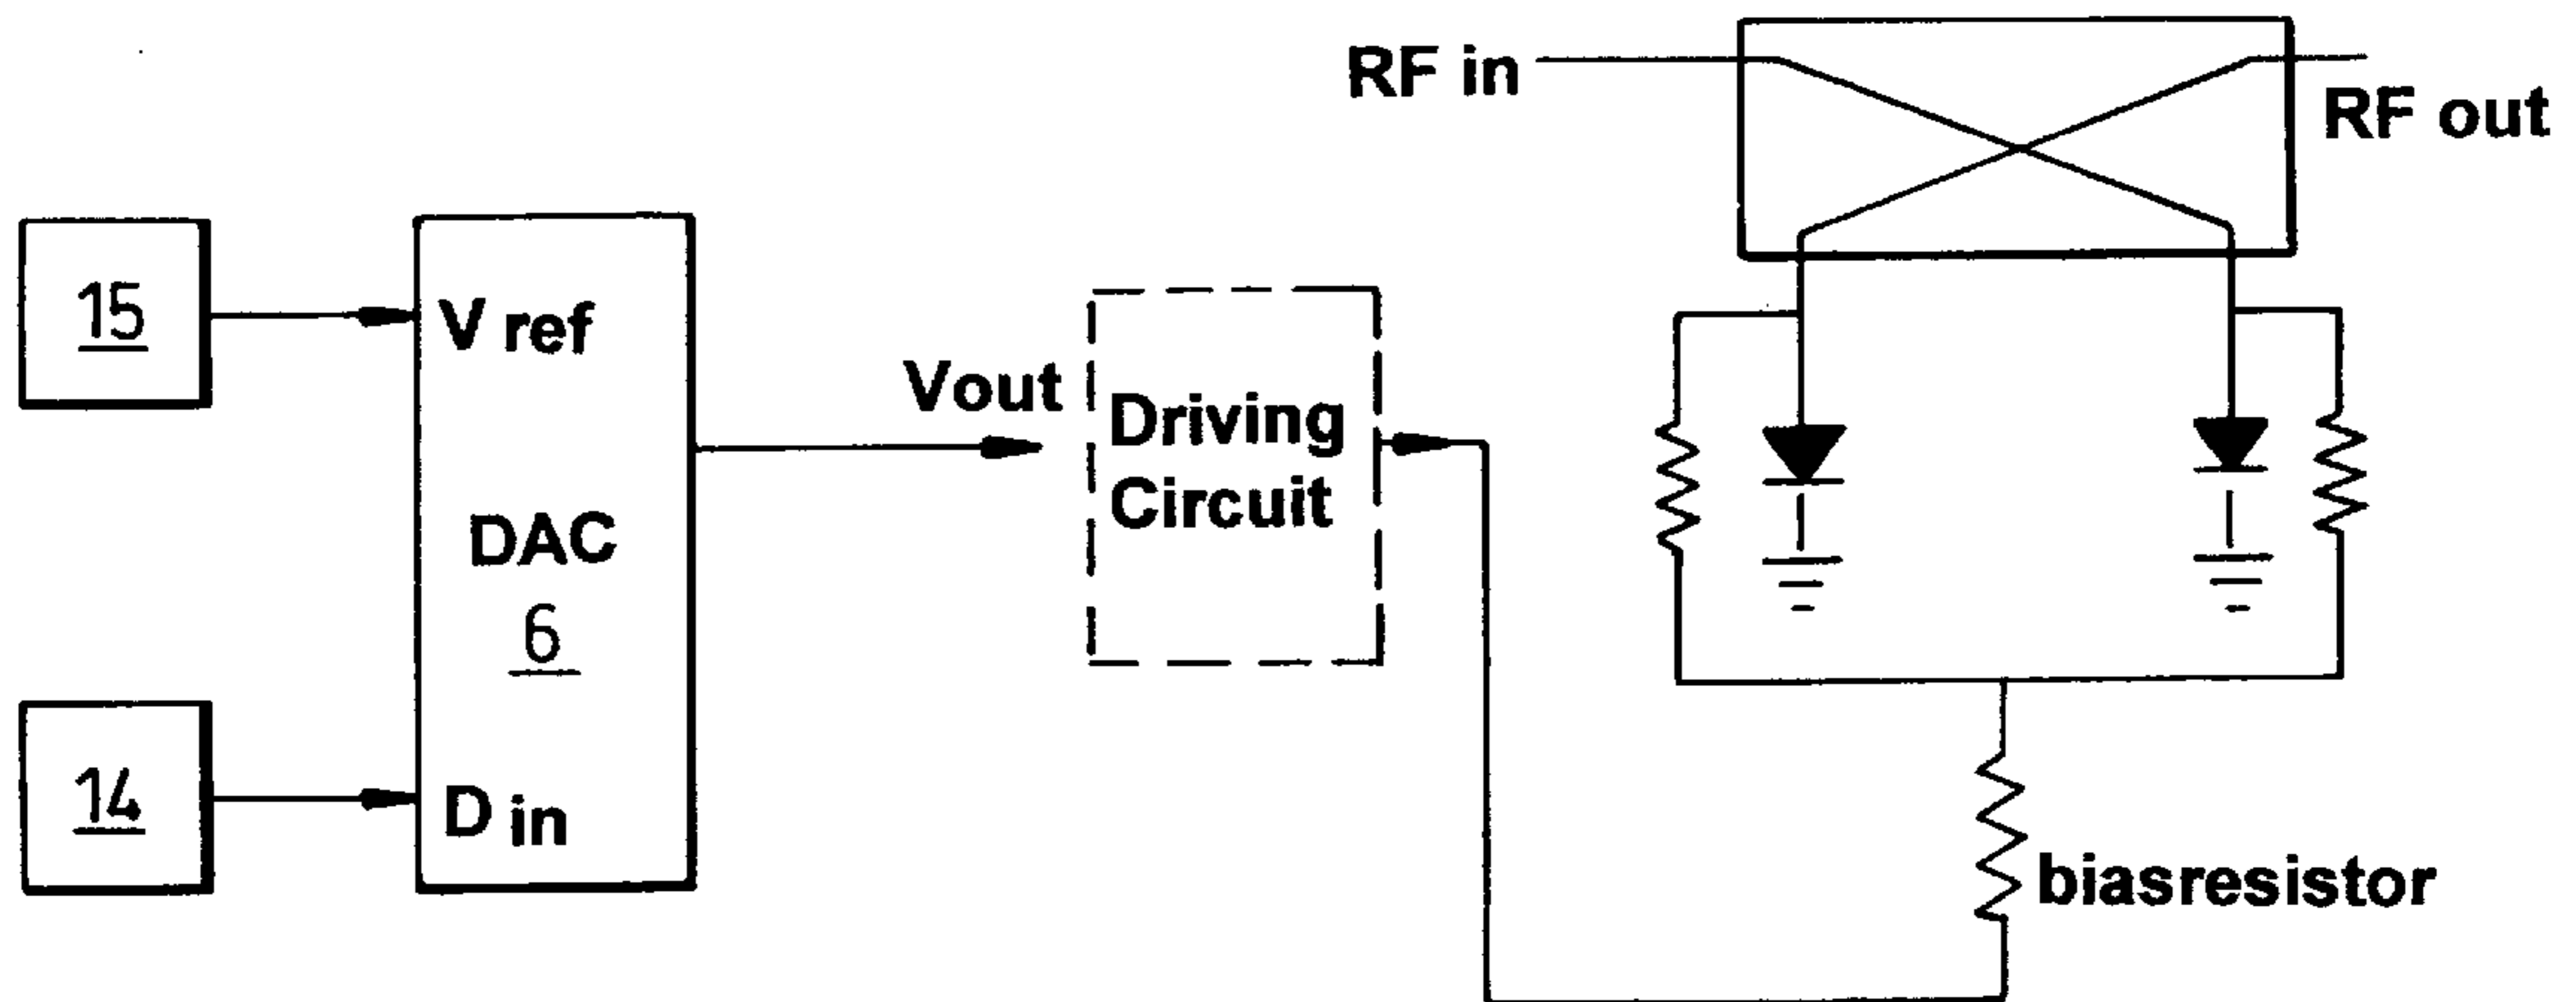 RF in
RF out
15
V ref
Vout
Driving
Circuit
DAC
6
14
D in
biasresistor